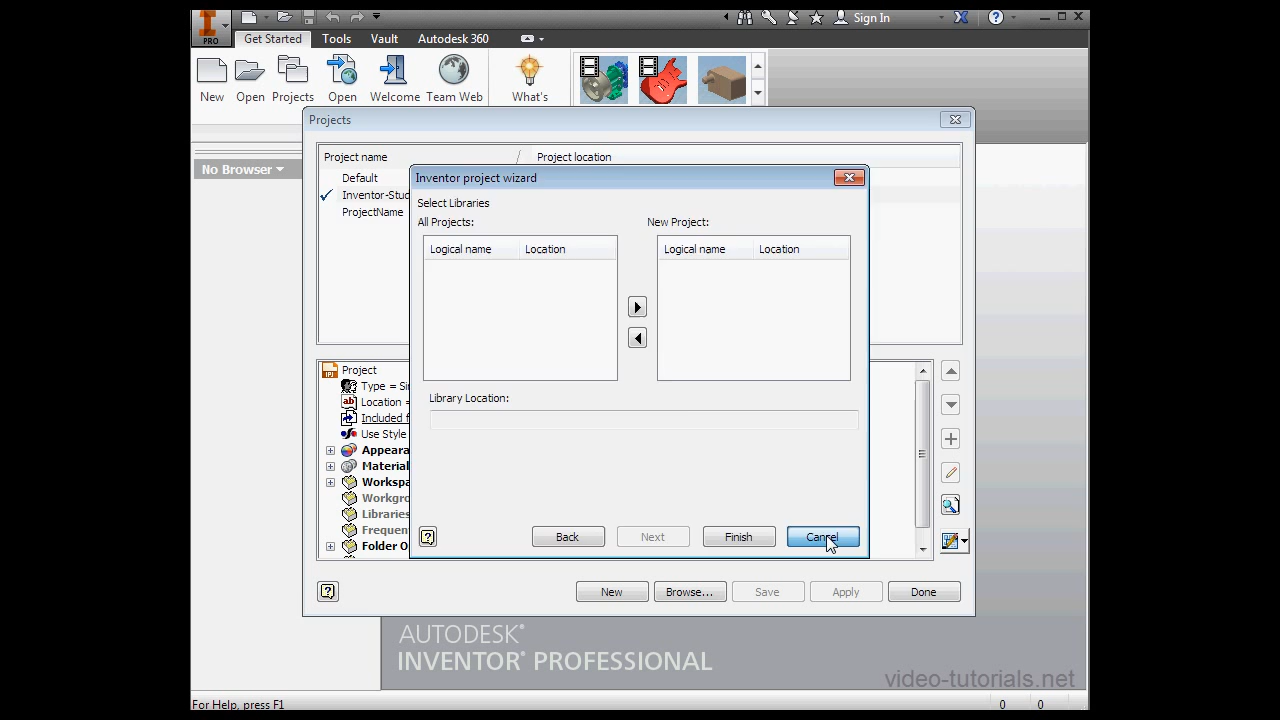 PRO
Sign In
Get Started
Tools
Vault
Autodesk 360
New
Open
Projects
Open
Welcome
Team Web
What's
Projects
No Browser
Project name / Project location
Default
Inventor-Stud
ProjectName
Inventor project wizard
Select Libraries
All Projects:
New Project:
Logical name Location
Logical name Location
Library Location:
Back
Next
Finish
Cancel
IPJ Project
Type = Si
ab Location =
Included f
Use Style
Appeara
Material
Workspa
Workgro
Libraries
Frequen
Folder O
New
Browse...
Save
Apply
Done
AUTODESK®
INVENTOR® PROFESSIONAL
video-tutorials.net
For Help, press F1
0 0